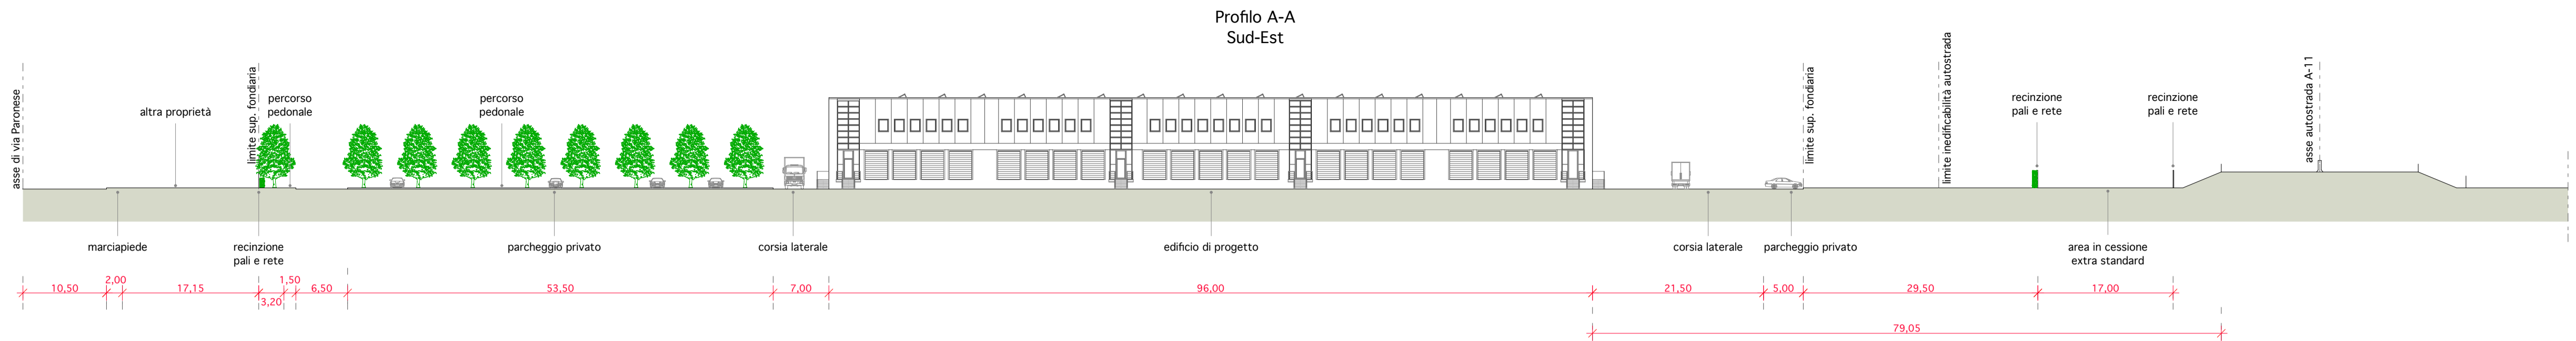 Profilo A-A
Sud-Est
asse di via Paronese
altra proprietà
limite sup. fondiaria
percorso
pedonale
percorso
pedonale
limite sup. fondiaria
limite inedificabilità autostrada
recinzione
pali e rete
recinzione
pali e rete
asse autostrada A-11
marciapiede
recinzione
pali e rete
parcheggio privato
corsia laterale
edificio di progetto
corsia laterale
parcheggio privato
area in cessione
extra standard
10,50
2,00
17,15
3,20
1,50
6,50
53,50
7,00
96,00
21,50
5,00
29,50
17,00
79,05